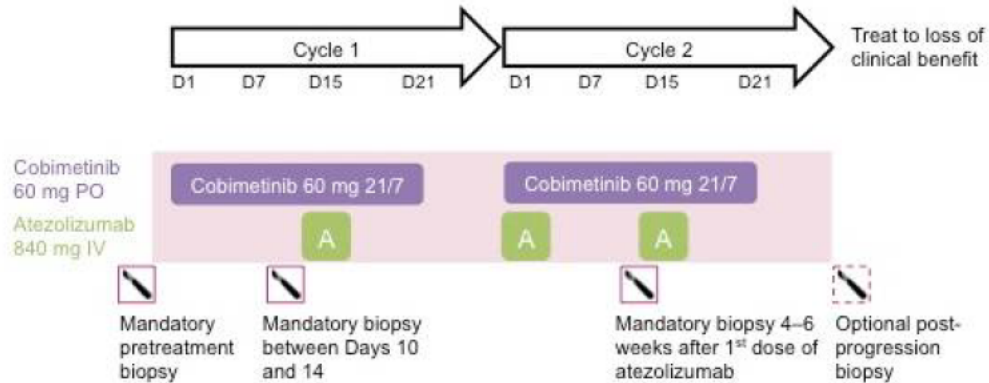 Cycle 1
Cycle 2
Treat to loss of
clinical benefit
D1 D7 D15 D21
D1 D7 D15 D21
Cobimetinib
60 mg PO
Cobimetinib 60 mg 21/7
Cobimetinib 60 mg 21/7
Atezolizumab
840 mg IV
A
A
A
Mandatory
pretreatment
biopsy
Mandatory biopsy
between Days 10
and 14
Mandatory biopsy 4–6
weeks after 1st dose of
atezolizumab
Optional post-
progression
biopsy